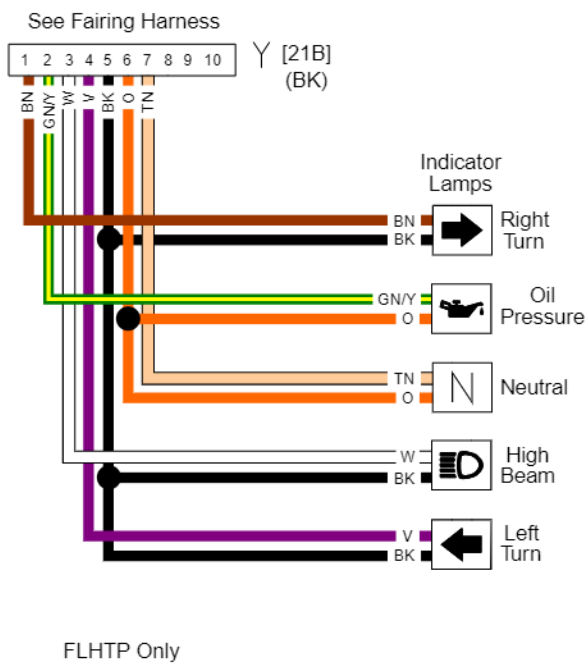 See Fairing Harness
1 2 3 4 5 6 7 8 9 10
[21B]
(BK)
BN GN/Y W V BK O TN
Indicator
Lamps
BN
BK
Right
Turn
GN/Y
O
Oil
Pressure
TN
O
N
Neutral
W
BK
High
Beam
V
BK
Left
Turn
FLHTP Only